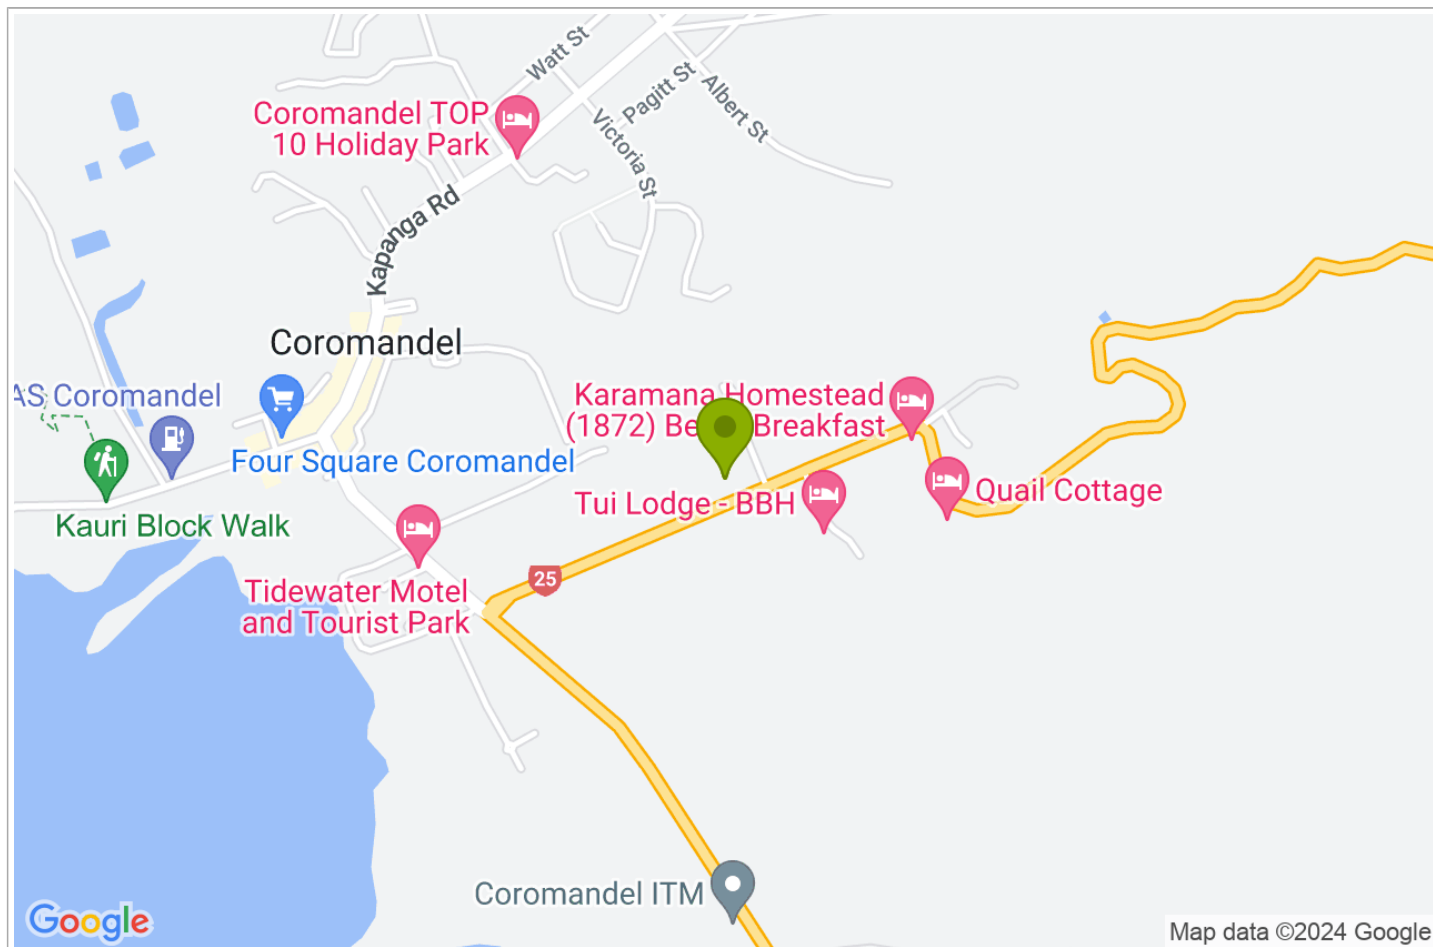 Watt St
Pagitt St
Albert St
Victoria St
Coromandel TOP
10 Holiday Park
Kapanga Rd
Coromandel
AS Coromandel
Four Square Coromandel
Kauri Block Walk
Karamana Homestead
(1872) Breakfast
Tui Lodge - BBH
Quail Cottage
25
Tidewater Motel
and Tourist Park
Coromandel ITM
Google
Map data ©2024 Google